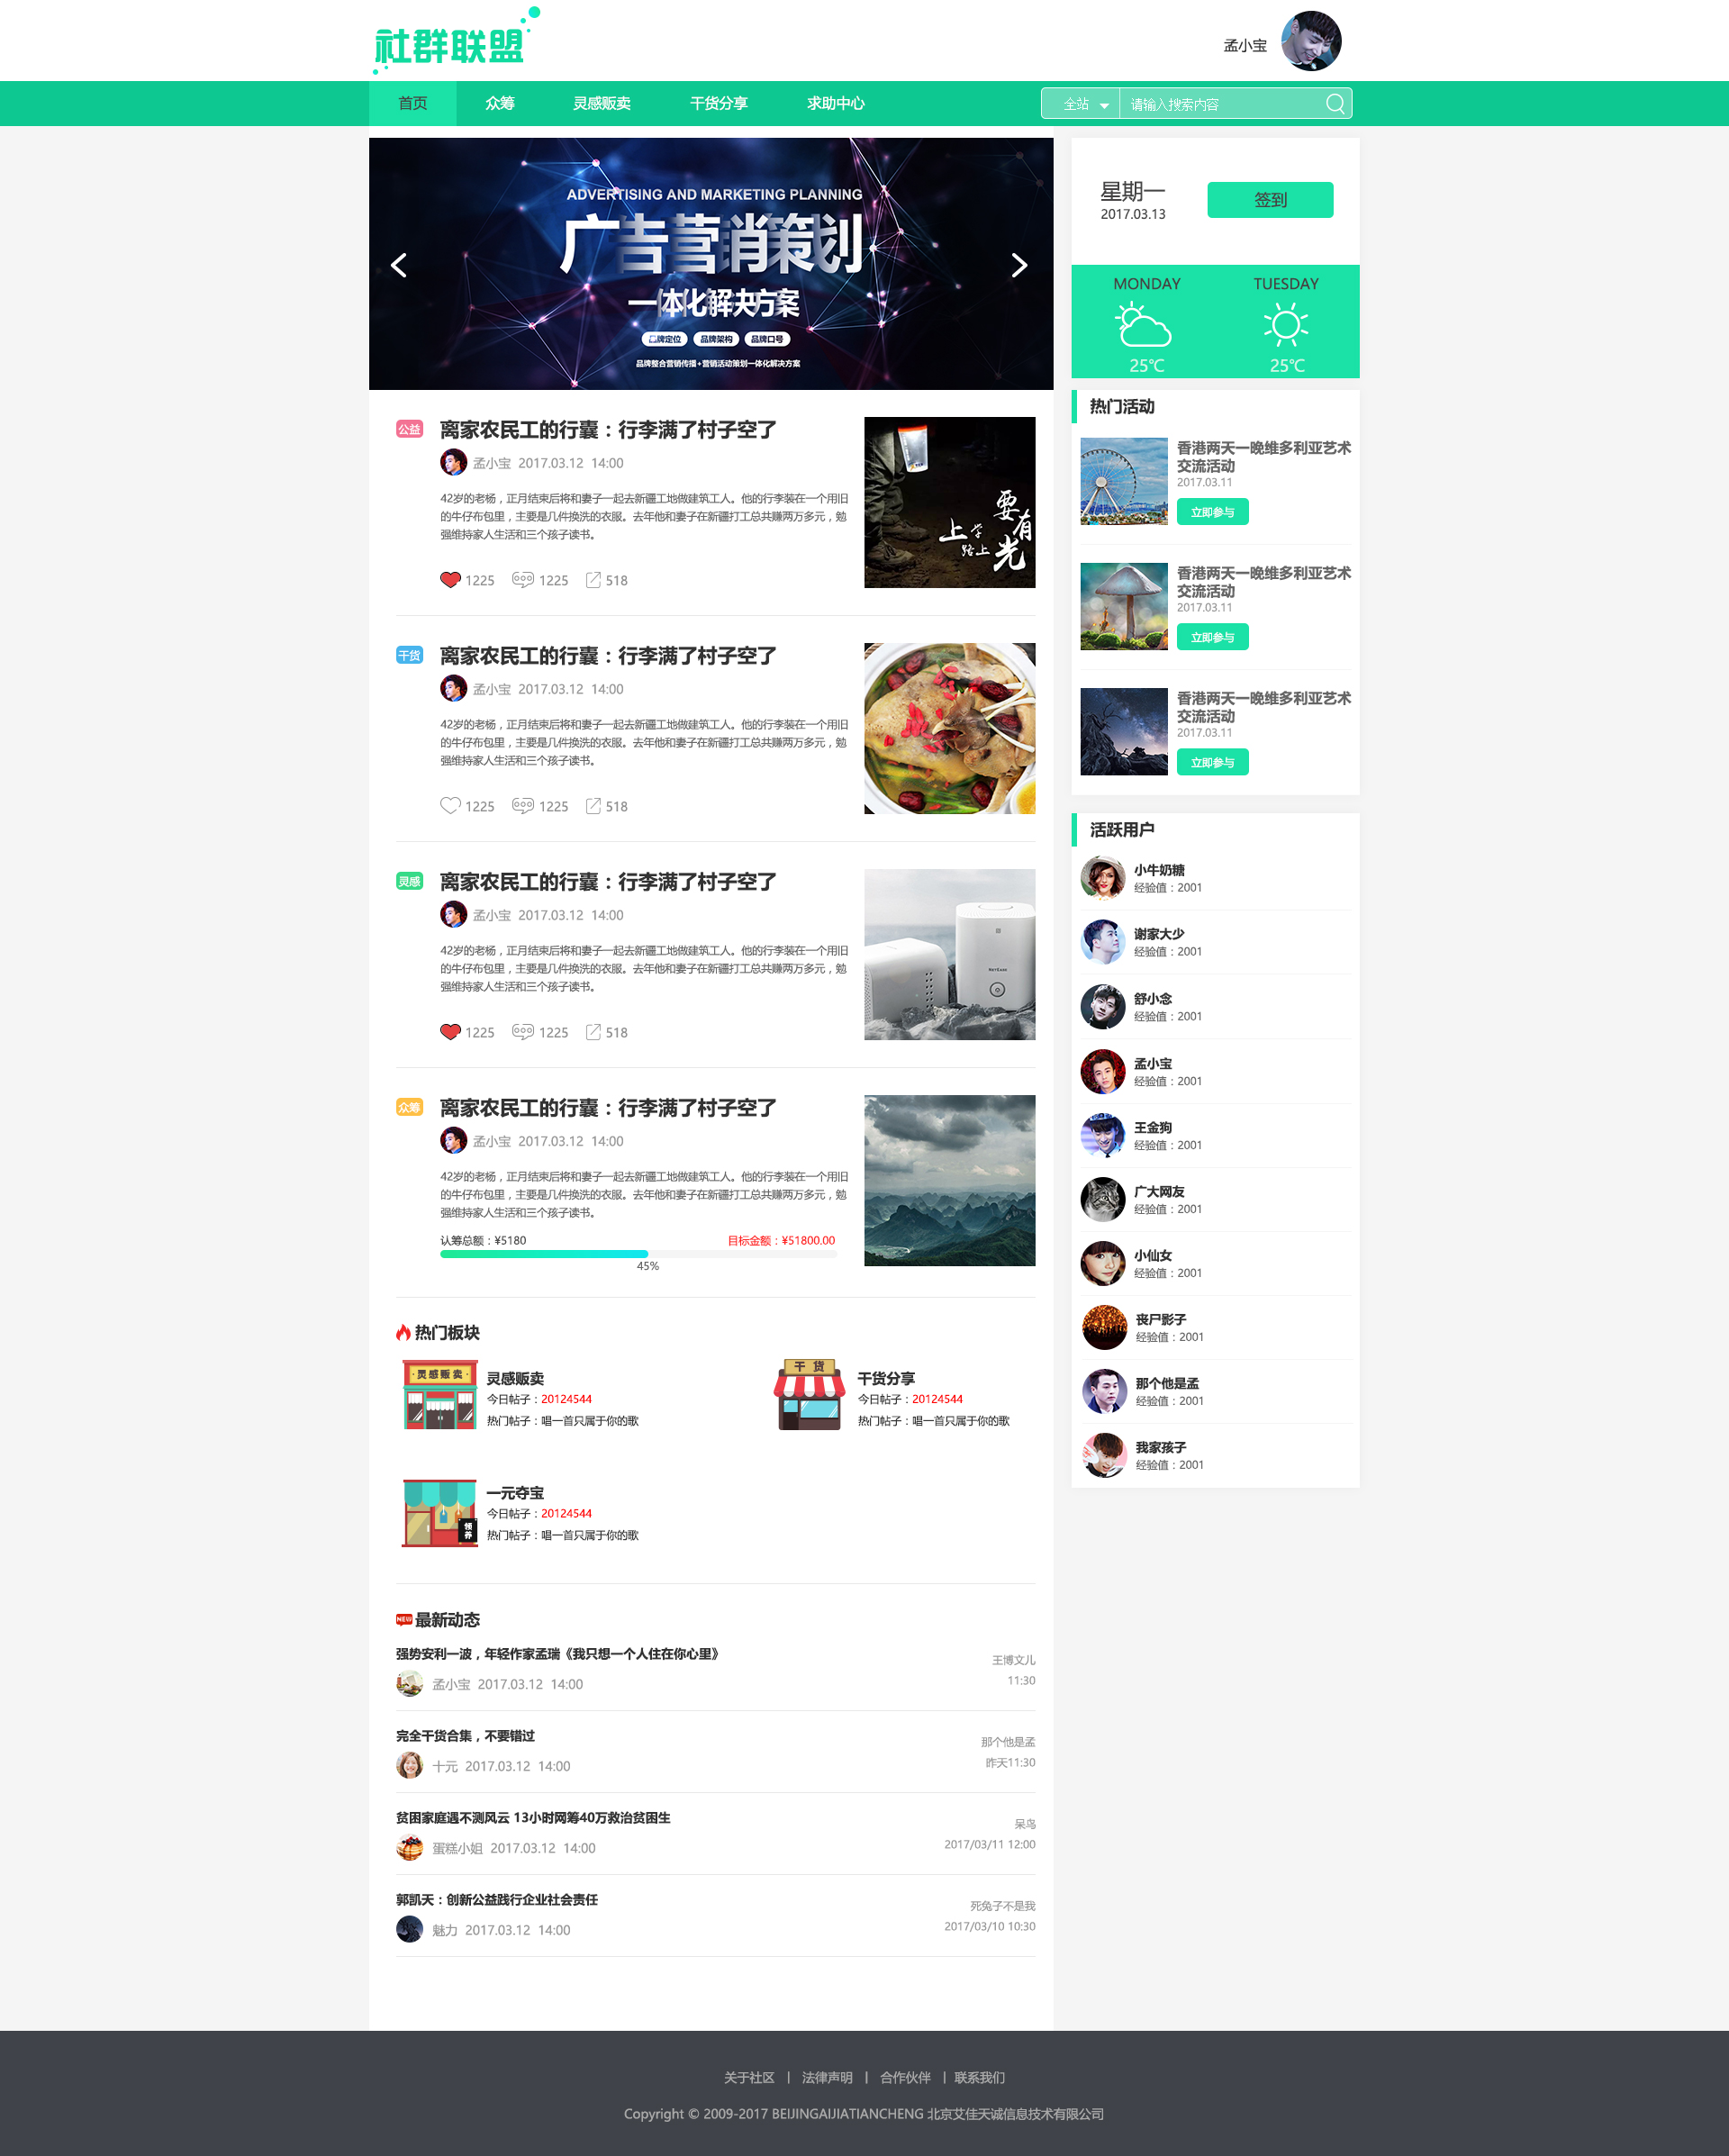 社群联盟
孟小宝
首页 众筹 灵感贩卖 干货分享 求助中心 全站 请输入搜索内容
ADVERTISING AND MARKETING PLANNING
广告营消策划
一体化解决方案
品牌定位 品牌架构 品牌口号
品牌整合营销传播+营销活动策划一体化解决方案
公益 离家农民工的行囊：行李满了村子空了
孟小宝 2017.03.12 14:00
42岁的老杨，正月结束后将和妻子一起去新疆工地做建筑工人。他的行李装在一个用旧
的牛仔布包里，主要是几件换洗的衣服。去年他和妻子在新疆打工总共赚两万多元，勉
强维持家人生活和三个孩子读书。
1225 1225 518
要有光
上学路上
干货 离家农民工的行囊：行李满了村子空了
孟小宝 2017.03.12 14:00
42岁的老杨，正月结束后将和妻子一起去新疆工地做建筑工人。他的行李装在一个用旧
的牛仔布包里，主要是几件换洗的衣服。去年他和妻子在新疆打工总共赚两万多元，勉
强维持家人生活和三个孩子读书。
1225 1225 518
灵感 离家农民工的行囊：行李满了村子空了
孟小宝 2017.03.12 14:00
42岁的老杨，正月结束后将和妻子一起去新疆工地做建筑工人。他的行李装在一个用旧
的牛仔布包里，主要是几件换洗的衣服。去年他和妻子在新疆打工总共赚两万多元，勉
强维持家人生活和三个孩子读书。
1225 1225 518
众筹 离家农民工的行囊：行李满了村子空了
孟小宝 2017.03.12 14:00
42岁的老杨，正月结束后将和妻子一起去新疆工地做建筑工人。他的行李装在一个用旧
的牛仔布包里，主要是几件换洗的衣服。去年他和妻子在新疆打工总共赚两万多元，勉
强维持家人生活和三个孩子读书。
认筹总额：¥5180 目标金额：¥51800.00
45%
热门板块
·灵感贩卖·
灵感贩卖
今日帖子：20124544
热门帖子：唱一首只属于你的歌
干 货
干货分享
今日帖子：20124544
热门帖子：唱一首只属于你的歌
领养
一元夺宝
今日帖子：20124544
热门帖子：唱一首只属于你的歌
NEW 最新动态
强势安利一波，年轻作家孟瑞《我只想一个人住在你心里》
孟小宝 2017.03.12 14:00
王博文儿
11:30
完全干货合集，不要错过
十元 2017.03.12 14:00
那个他是孟
昨天11:30
贫困家庭遇不测风云 13小时网筹40万救治贫困生
蛋糕小姐 2017.03.12 14:00
呆鸟
2017/03/11 12:00
郭凯天：创新公益践行企业社会责任
魅力 2017.03.12 14:00
死兔子不是我
2017/03/10 10:30
星期一
2017.03.13
签到
MONDAY TUESDAY
25℃ 25℃
热门活动
香港两天一晚维多利亚艺术
交流活动
2017.03.11
立即参与
香港两天一晚维多利亚艺术
交流活动
2017.03.11
立即参与
香港两天一晚维多利亚艺术
交流活动
2017.03.11
立即参与
活跃用户
小牛奶糖
经验值：2001
谢家大少
经验值：2001
舒小念
经验值：2001
孟小宝
经验值：2001
王金狗
经验值：2001
广大网友
经验值：2001
小仙女
经验值：2001
丧尸影子
经验值：2001
那个他是孟
经验值：2001
我家孩子
经验值：2001
关于社区 | 法律声明 | 合作伙伴 | 联系我们
Copyright © 2009-2017 BEIJINGAIJIATIANCHENG 北京艾佳天诚信息技术有限公司